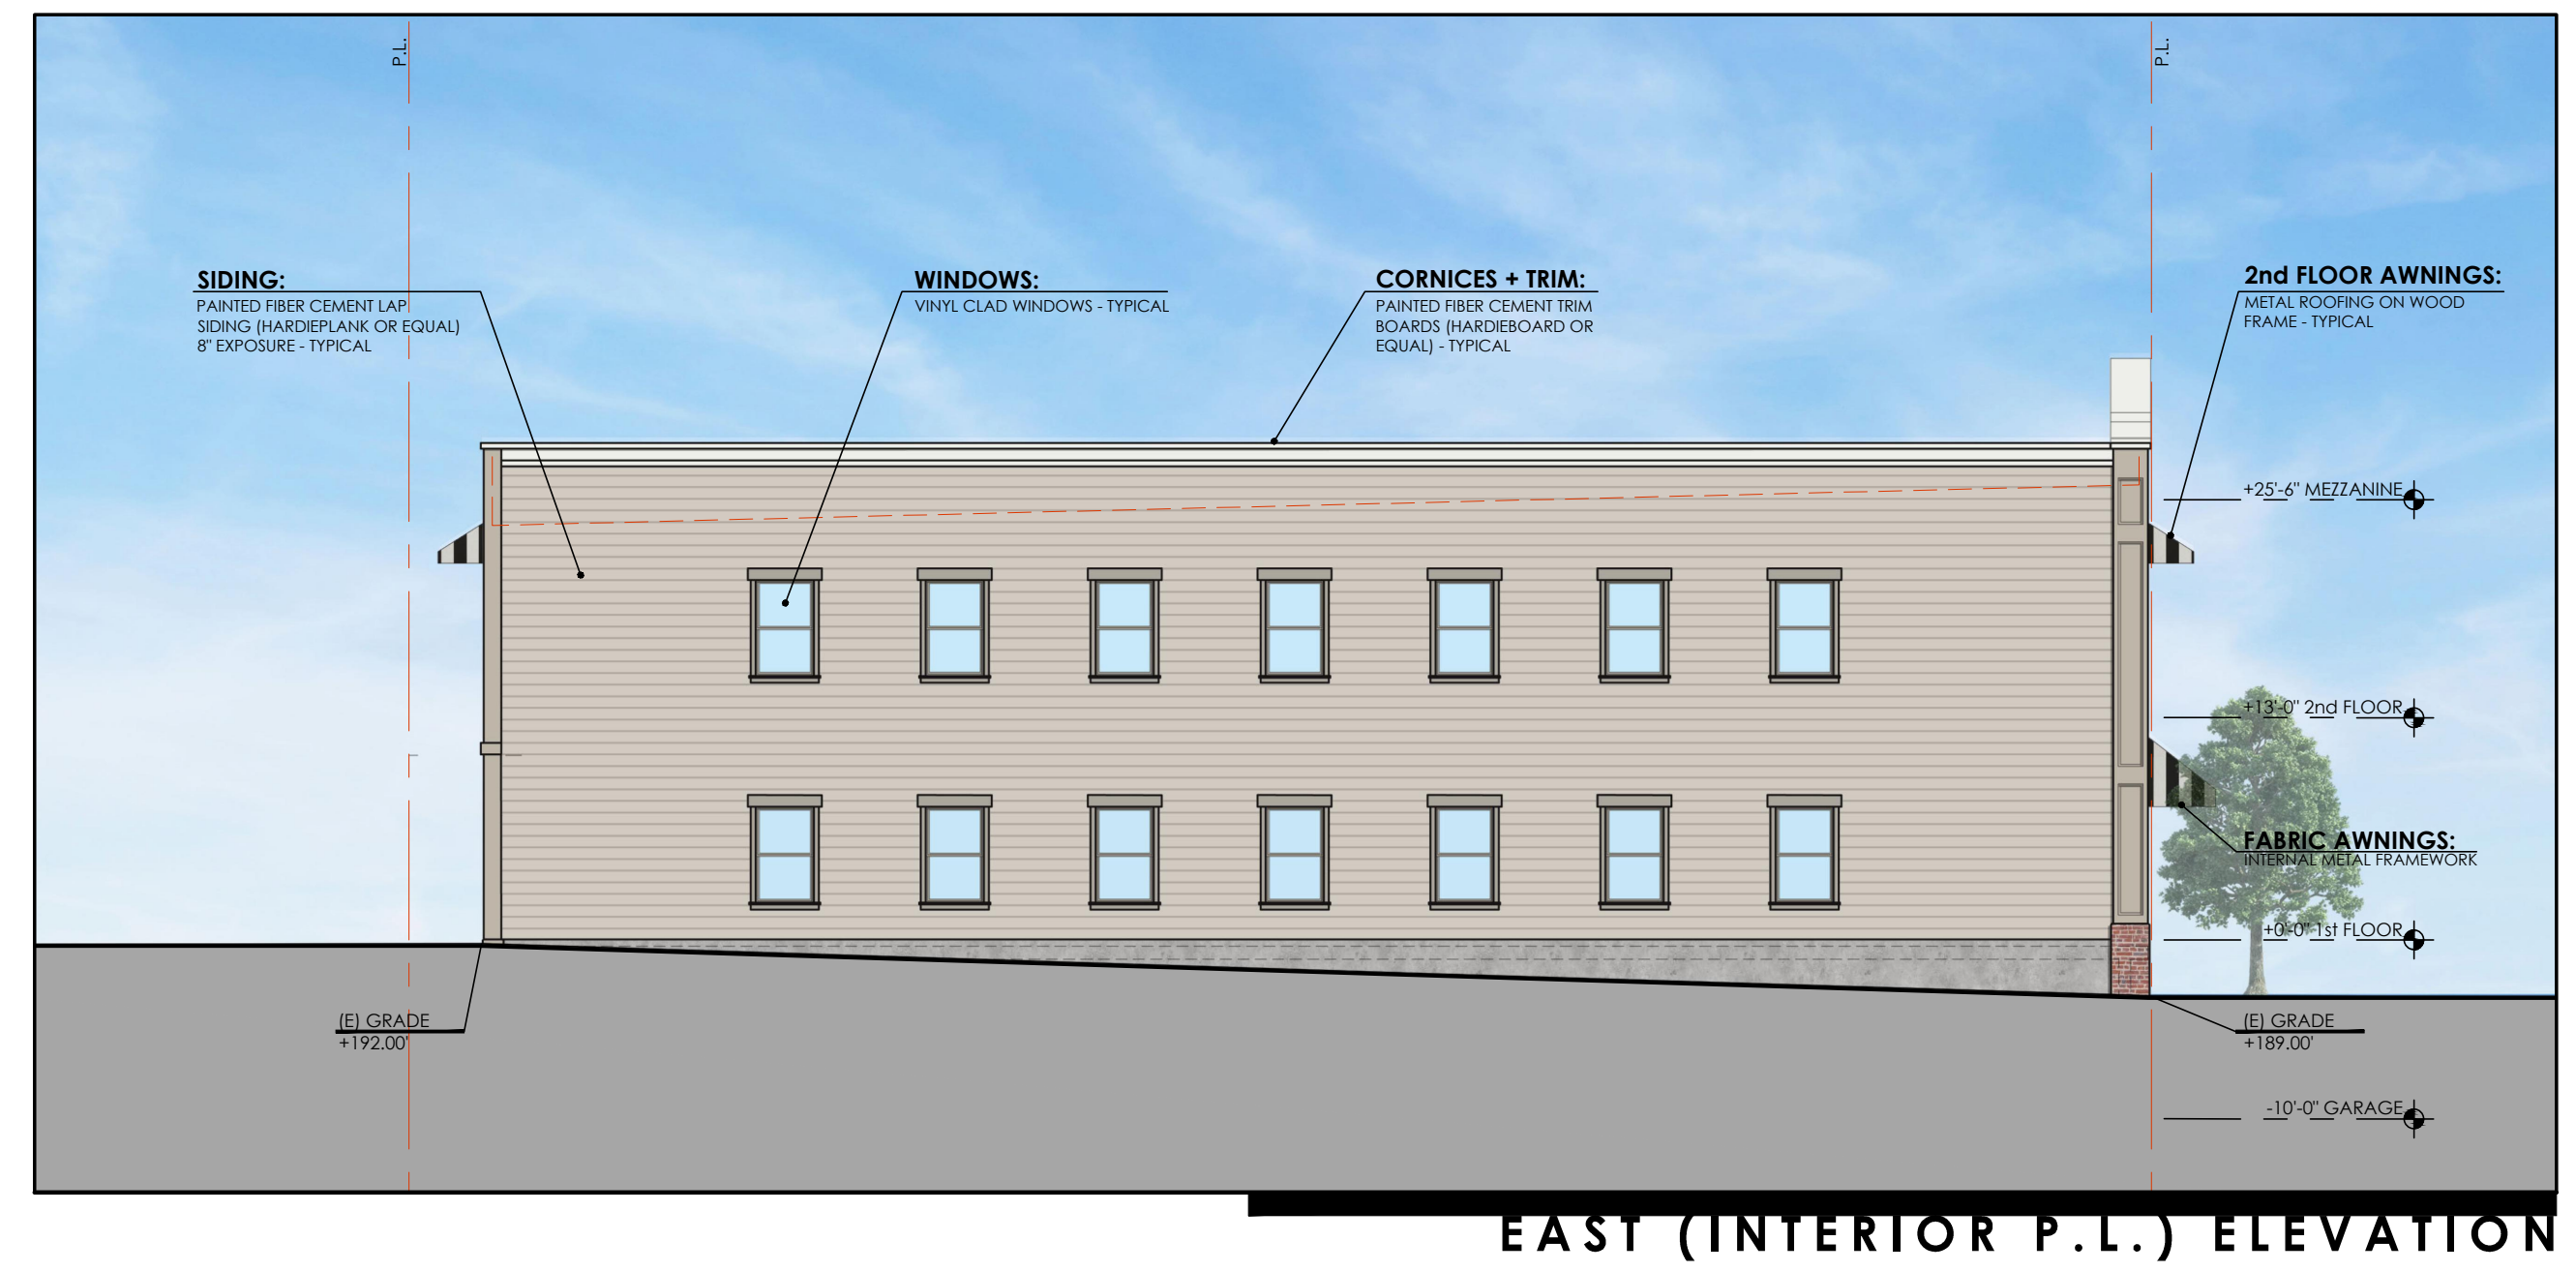 P.L.
P.L.
SIDING:
PAINTED FIBER CEMENT LAP
SIDING (HARDIEPLANK OR EQUAL)
8" EXPOSURE - TYPICAL
WINDOWS:
VINYL CLAD WINDOWS - TYPICAL
CORNICES + TRIM:
PAINTED FIBER CEMENT TRIM
BOARDS (HARDIEBOARD OR
EQUAL) - TYPICAL
2nd FLOOR AWNINGS:
METAL ROOFING ON WOOD
FRAME - TYPICAL
+25'-6" MEZZANINE
+13'-0" 2nd FLOOR
FABRIC AWNINGS:
INTERNAL METAL FRAMEWORK
+0'-0" 1st FLOOR
(E) GRADE
+192.00'
(E) GRADE
+189.00'
-10'-0" GARAGE
EAST (INTERIOR P.L.) ELEVATION